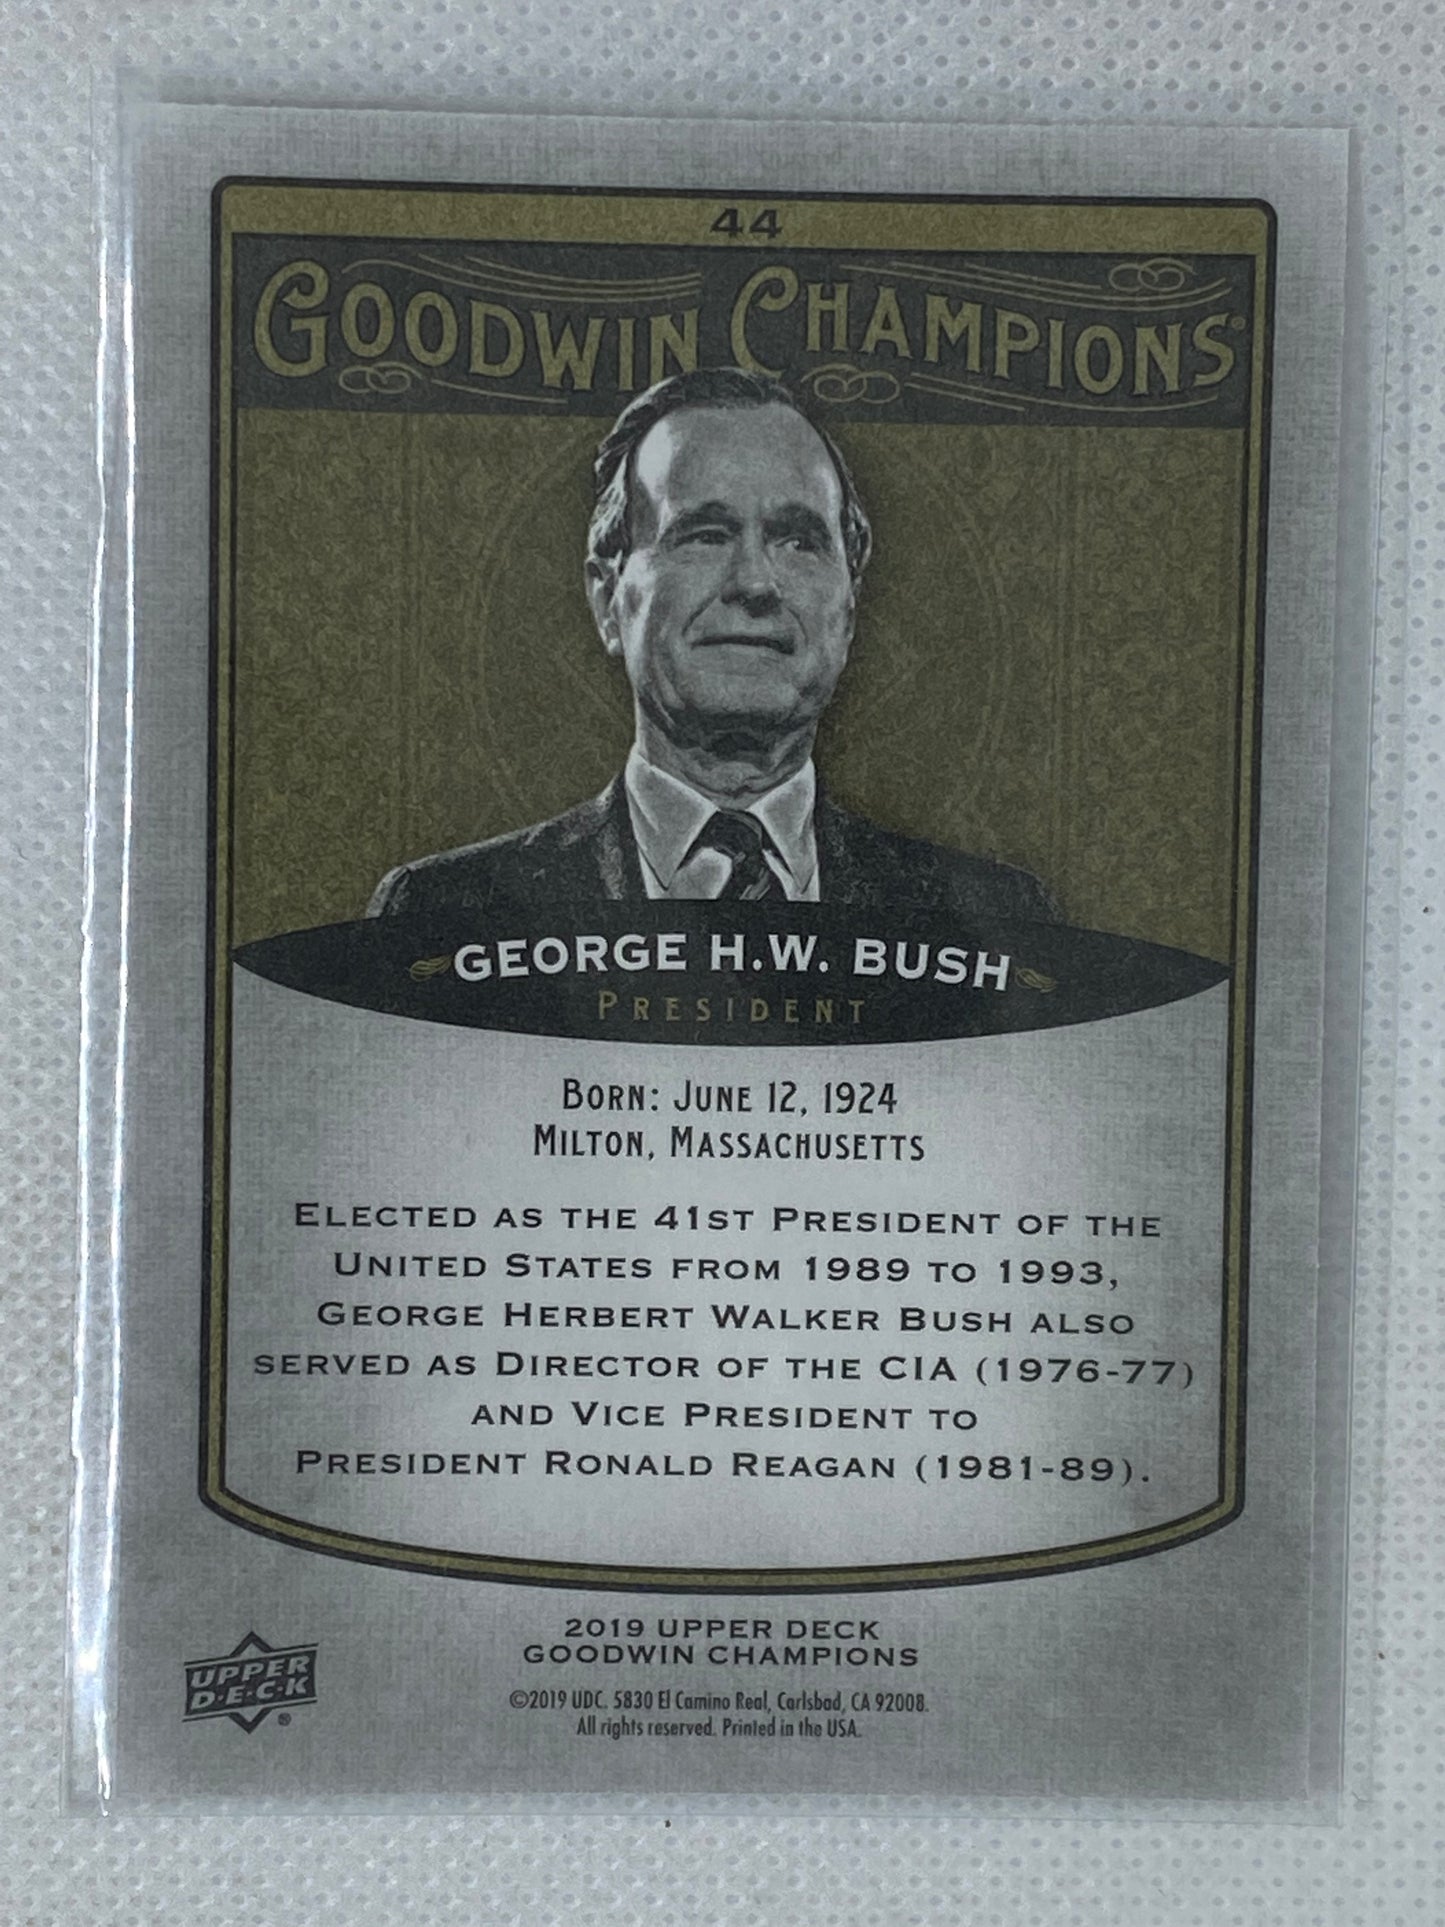 44
GOODWIN CHAMPIONS®
GEORGE H.W. BUSH
PRESIDENT
BORN: JUNE 12, 1924
MILTON, MASSACHUSETTS
ELECTED AS THE 41ST PRESIDENT OF THE
UNITED STATES FROM 1989 TO 1993,
GEORGE HERBERT WALKER BUSH ALSO
SERVED AS DIRECTOR OF THE CIA (1976-77)
AND VICE PRESIDENT TO
PRESIDENT RONALD REAGAN (1981-89).
2019 UPPER DECK
GOODWIN CHAMPIONS
UPPER
D·E·C·K®
©2019 UDC. 5830 El Camino Real, Carlsbad, CA 92008.
All rights reserved. Printed in the USA.